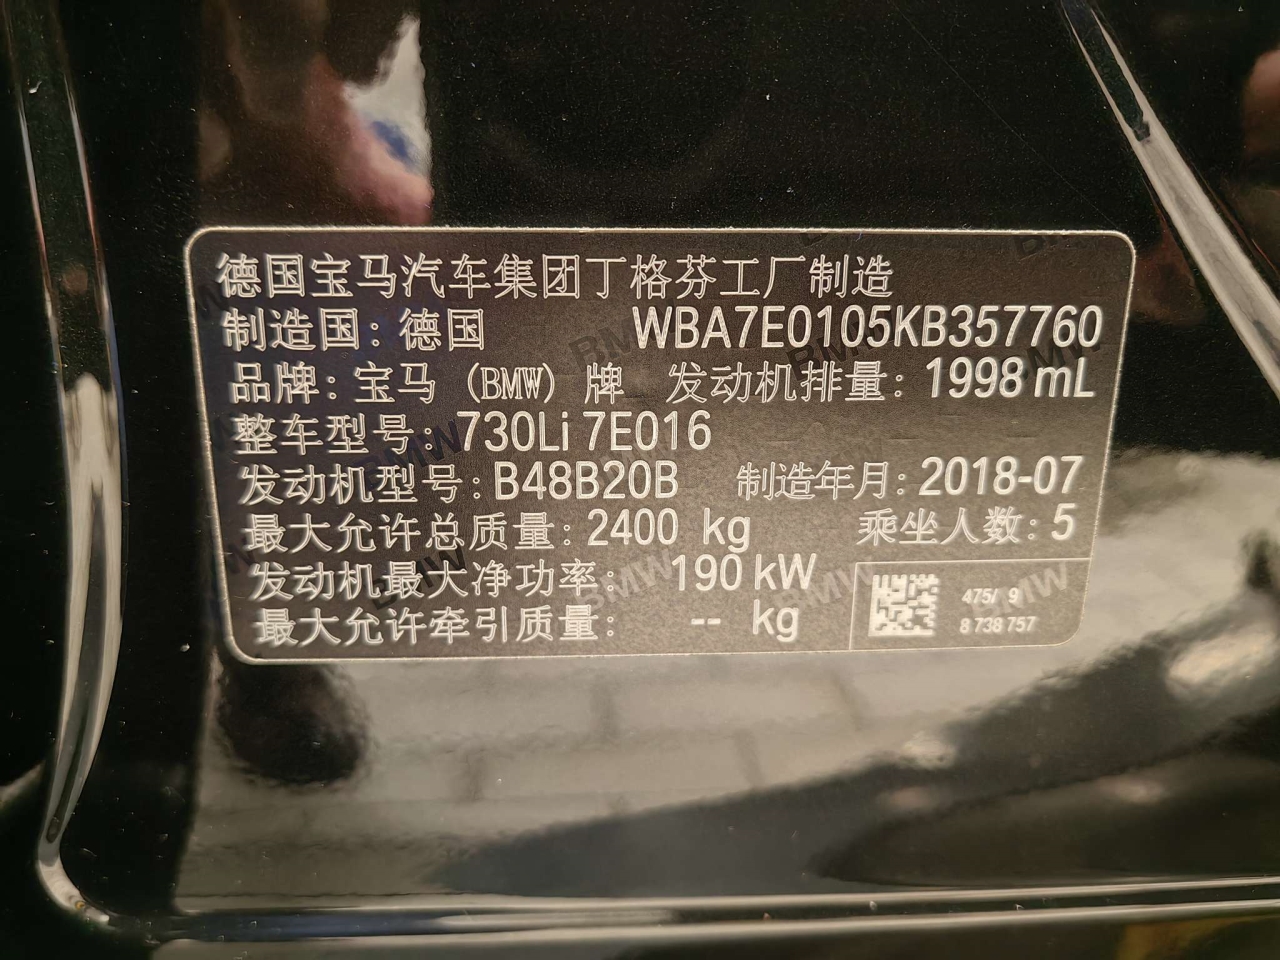 德国宝马汽车集团丁格芬工厂制造
制造国: 德国 WBA7E0105KB357760
品牌: 宝马 (BMW) 牌 发动机排量: 1998 mL
整车型号: 730Li 7E016
发动机型号: B48B20B 制造年月: 2018-07
最大允许总质量: 2400 kg 乘坐人数: 5
发动机最大净功率: 190 kW
最大允许牵引质量: -- kg
475/ 9
8 738 757